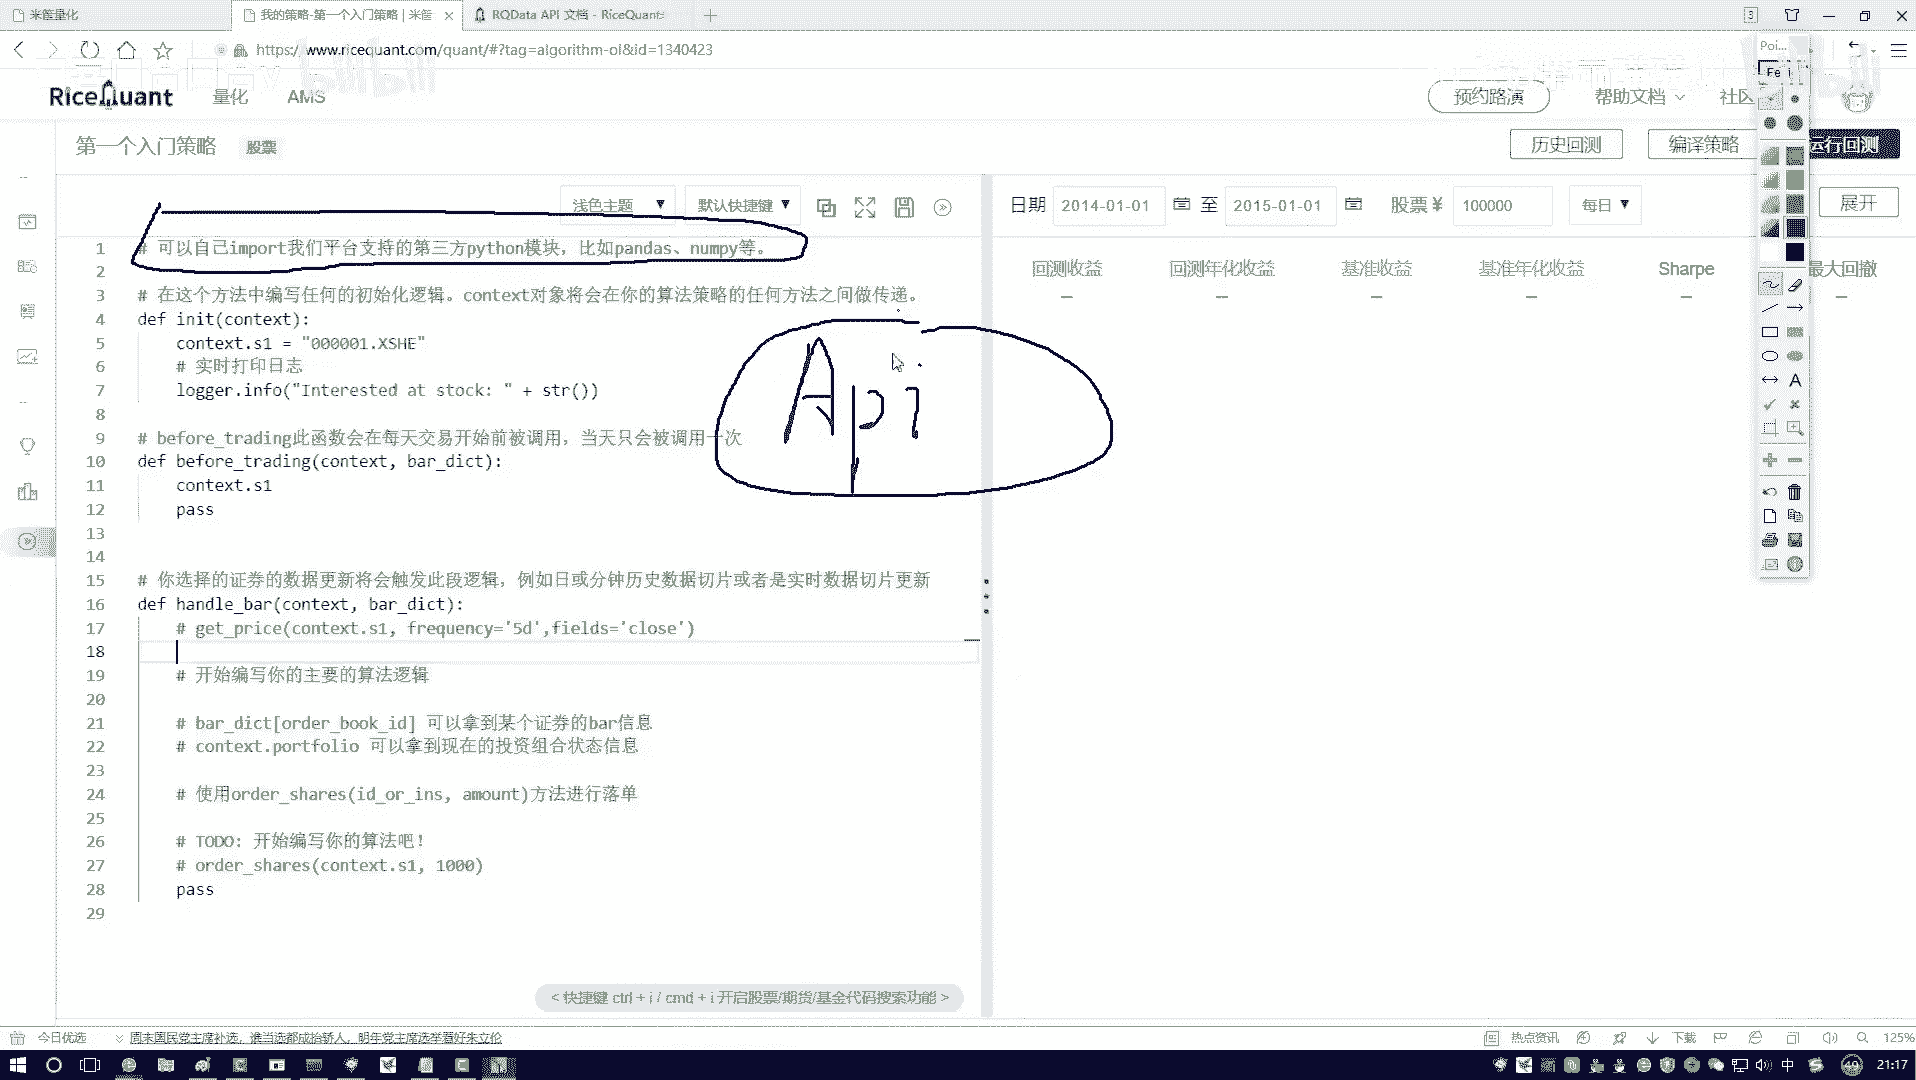 米筐量化
我的策略-第一个入门策略 | 米筐
RQData API 文档 - RiceQuant
3
https://www.ricequant.com/quant/#?tag=algorithm-ol&id=1340423
RiceQuant
量化
AMS
预约路演
帮助文档
社区
第一个入门策略
股票
历史回测
编译策略
运行回测
浅色主题
默认快捷键
日期 2014-01-01 至 2015-01-01 股票 ¥ 100000 每日
展开
回测收益 回测年化收益 基准收益 基准年化收益 Sharpe 最大回撤
-- -- -- -- -- --
1 # 可以自己import我们平台支持的第三方python模块，比如pandas、numpy等。
2
3 # 在这个方法中编写任何的初始化逻辑。context对象将会在你的算法策略的任何方法之间做传递。
4 def init(context):
5 context.s1 = "000001.XSHE"
6 # 实时打印日志
7 logger.info("Interested at stock: " + str())
8
9 # before_trading此函数会在每天交易开始前被调用，当天只会被调用一次
10 def before_trading(context, bar_dict):
11 context.s1
12 pass
13
14
15 # 你选择的证券的数据更新将会触发此段逻辑，例如日或分钟历史数据切片或者是实时数据切片更新
16 def handle_bar(context, bar_dict):
17 # get_price(context.s1, frequency='5d',fields='close')
18
19 # 开始编写你的主要的算法逻辑
20
21 # bar_dict[order_book_id] 可以拿到某个证券的bar信息
22 # context.portfolio 可以拿到现在的投资组合状态信息
23
24 # 使用order_shares(id_or_ins, amount)方法进行落单
25
26 # TODO: 开始编写你的算法吧！
27 # order_shares(context.s1, 1000)
28 pass
29
Api
Poi...
< 快捷键 ctrl + i / cmd + i 开启股票/期货/基金代码搜索功能 >
今日优选
周末国民党主席补选，谁当选都成抬轿人，明年党主席选举看好朱立伦
热点资讯
下载
125%
中
49
21:17